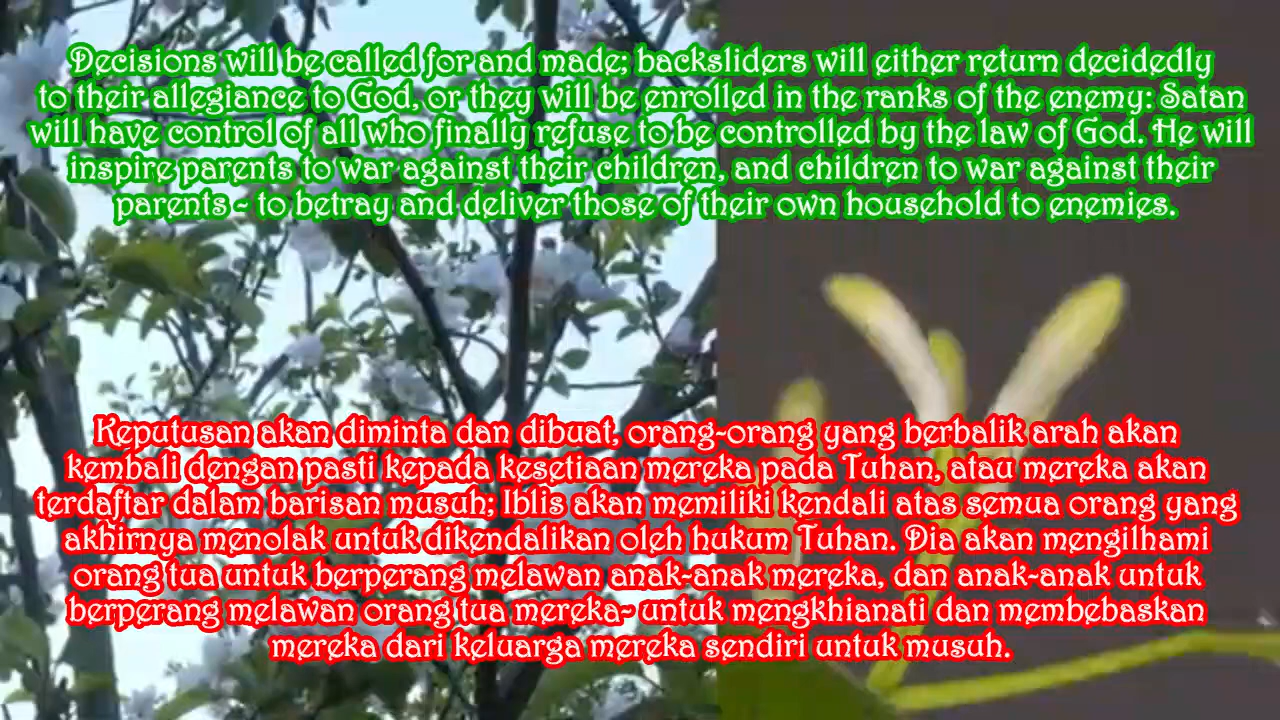 Decisions will be called for and made; backsliders will either return decidedly
to their allegiance to God, or they will be enrolled in the ranks of the enemy: Satan
will have control of all who finally refuse to be controlled by the law of God. He will
inspire parents to war against their children, and children to war against their
parents - to betray and deliver those of their own household to enemies.
Keputusan akan diminta dan dibuat, orang-orang yang berbalik arah akan
kembali dengan pasti kepada kesetiaan mereka pada Tuhan, atau mereka akan
terdaftar dalam barisan musuh; Iblis akan memiliki kendali atas semua orang yang
akhirnya menolak untuk dikendalikan oleh hukum Tuhan. Dia akan mengilhami
orang tua untuk berperang melawan anak-anak mereka, dan anak-anak untuk
berperang melawan orang tua mereka- untuk mengkhianati dan membebaskan
mereka dari keluarga mereka sendiri untuk musuh.